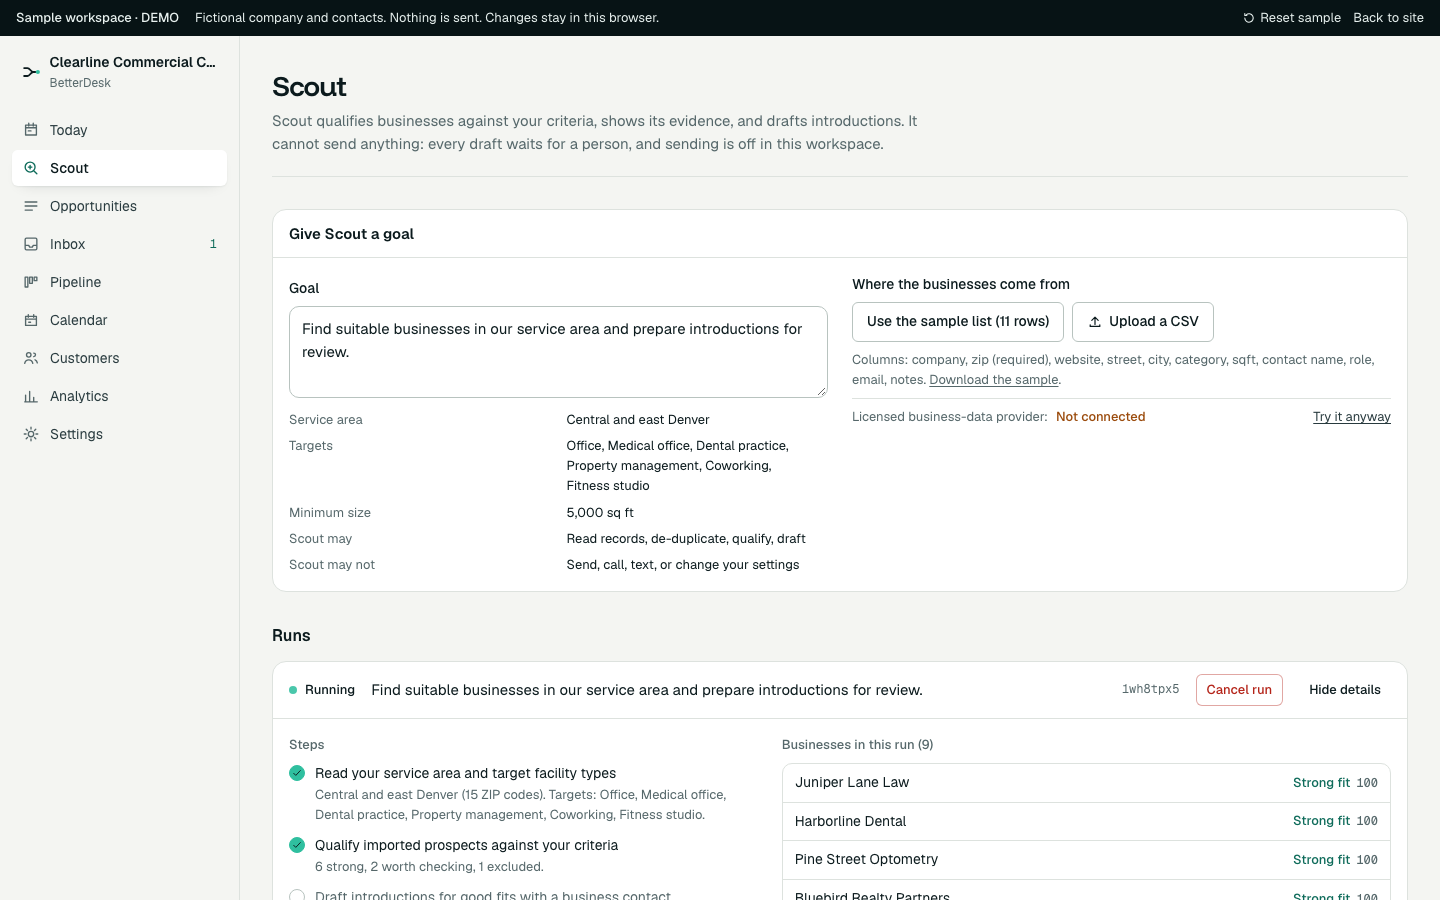 Sample workspace · DEMO Fictional company and contacts. Nothing is sent. Changes stay in this browser. Reset sample Back to site
Clearline Commercial C...
BetterDesk
Today
Scout
Opportunities
Inbox 1
Pipeline
Calendar
Customers
Analytics
Settings
Scout
Scout qualifies businesses against your criteria, shows its evidence, and drafts introductions. It
cannot send anything: every draft waits for a person, and sending is off in this workspace.
Give Scout a goal
Goal
Find suitable businesses in our service area and prepare introductions for
review.
Service area Central and east Denver
Targets Office, Medical office, Dental practice,
Property management, Coworking,
Fitness studio
Minimum size 5,000 sq ft
Scout may Read records, de-duplicate, qualify, draft
Scout may not Send, call, text, or change your settings
Where the businesses come from
Use the sample list (11 rows) Upload a CSV
Columns: company, zip (required), website, street, city, category, sqft, contact name, role,
email, notes. Download the sample.
Licensed business-data provider: Not connected Try it anyway
Runs
Running Find suitable businesses in our service area and prepare introductions for review. 1wh8tpx5 Cancel run Hide details
Steps
Read your service area and target facility types
Central and east Denver (15 ZIP codes). Targets: Office, Medical office,
Dental practice, Property management, Coworking, Fitness studio.
Qualify imported prospects against your criteria
6 strong, 2 worth checking, 1 excluded.
Draft introductions for good fits with a business contact
Businesses in this run (9)
Juniper Lane Law Strong fit 100
Harborline Dental Strong fit 100
Pine Street Optometry Strong fit 100
Bluebird Realty Partners Strong fit 100